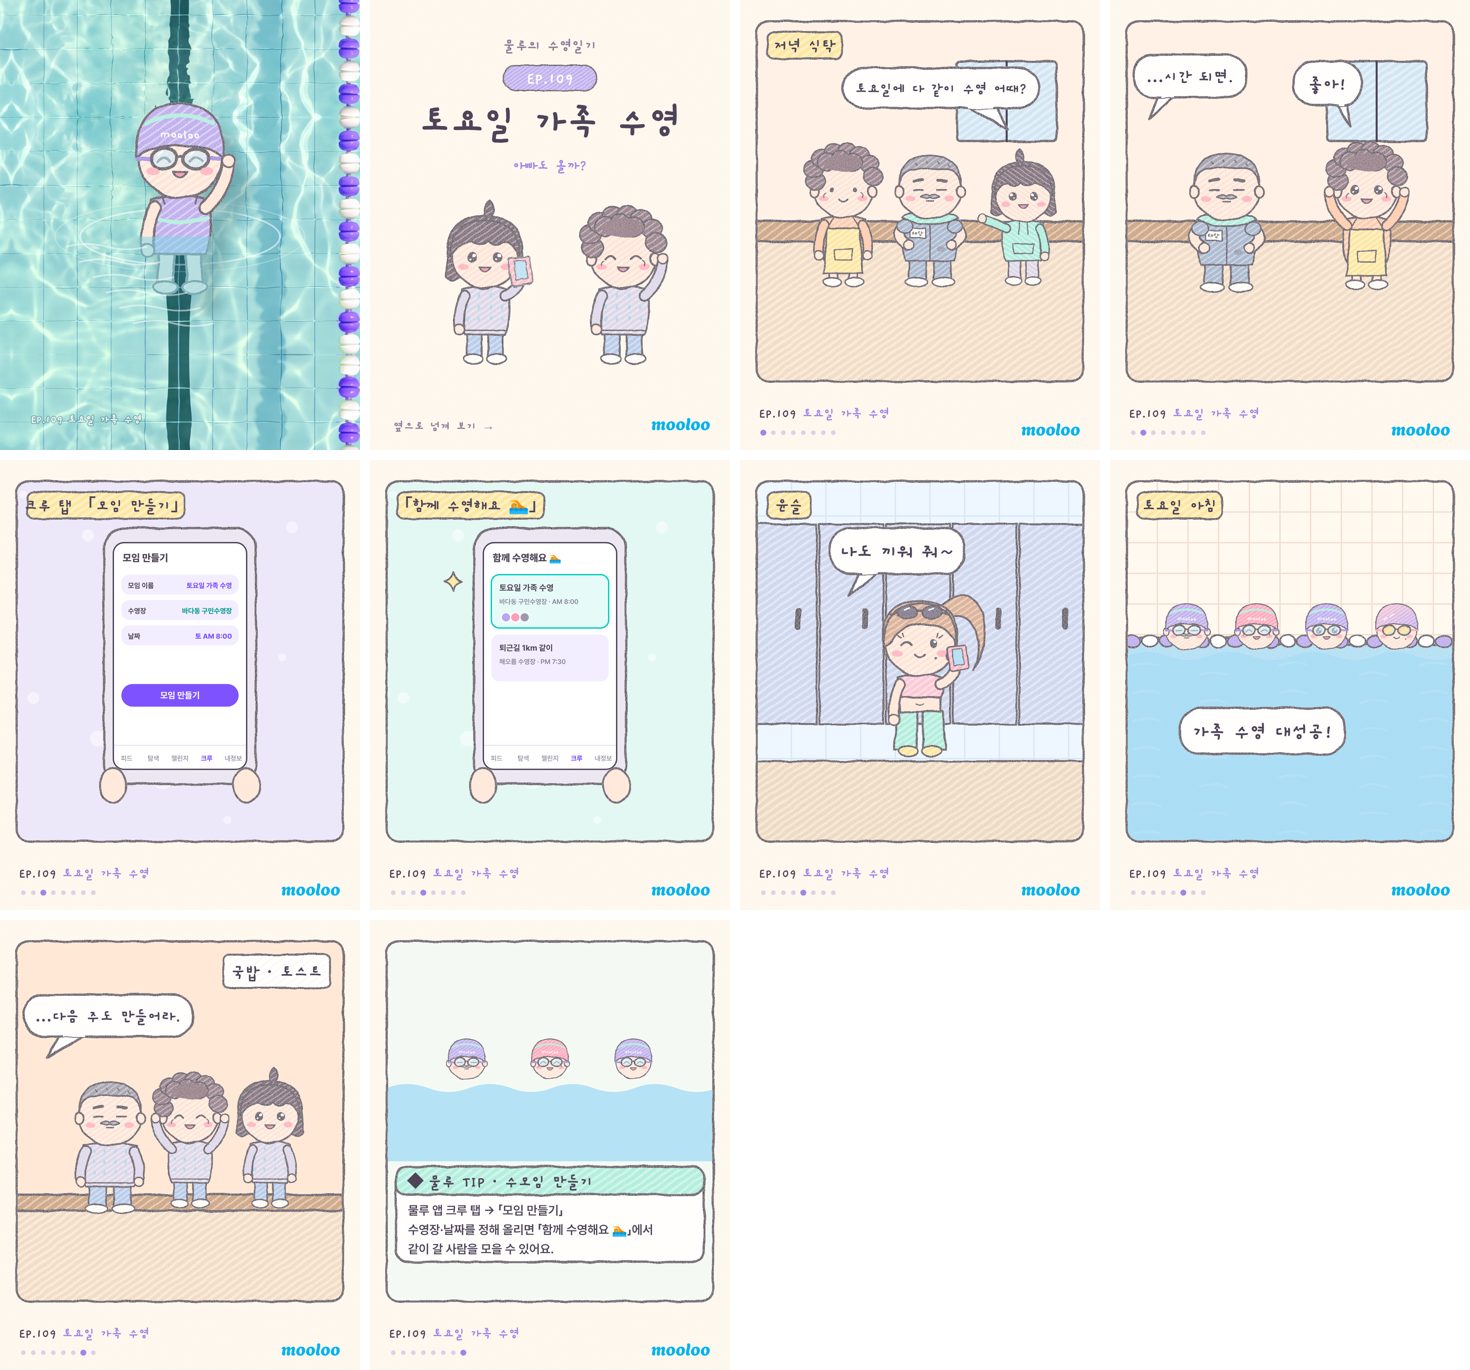 mooloo
EP.109 토요일 가족 수영
물루의 수영일기
EP.109
토요일 가족 수영
아빠도 올까?
옆으로 넘겨 보기 →
mooloo
저녁 식탁
토요일에 다 같이 수영 어때?
EP.109 토요일 가족 수영
mooloo
...시간 되면.
좋아!
EP.109 토요일 가족 수영
mooloo
크루 탭 「모임 만들기」
모임 만들기
모임 이름 토요일 가족 수영
수영장 바다동 구민수영장
날짜 토 AM 8:00
모임 만들기
피드 탐색 챌린지 크루 내정보
EP.109 토요일 가족 수영
mooloo
「함께 수영해요 🏊」
함께 수영해요 🏊
토요일 가족 수영
바다동 구민수영장 · AM 8:00
퇴근길 1km 같이
해오름 수영장 · PM 7:30
피드 탐색 챌린지 크루 내정보
EP.109 토요일 가족 수영
mooloo
윤슬
나도 끼워 줘~
EP.109 토요일 가족 수영
mooloo
토요일 아침
가족 수영 대성공!
EP.109 토요일 가족 수영
mooloo
국밥 · 토스트
...다음 주도 만들어라.
EP.109 토요일 가족 수영
mooloo
◆ 물루 TIP · 수모임 만들기
물루 앱 크루 탭 → 「모임 만들기」
수영장·날짜를 정해 올리면 「함께 수영해요 🏊」에서
같이 갈 사람을 모을 수 있어요.
EP.109 토요일 가족 수영
mooloo